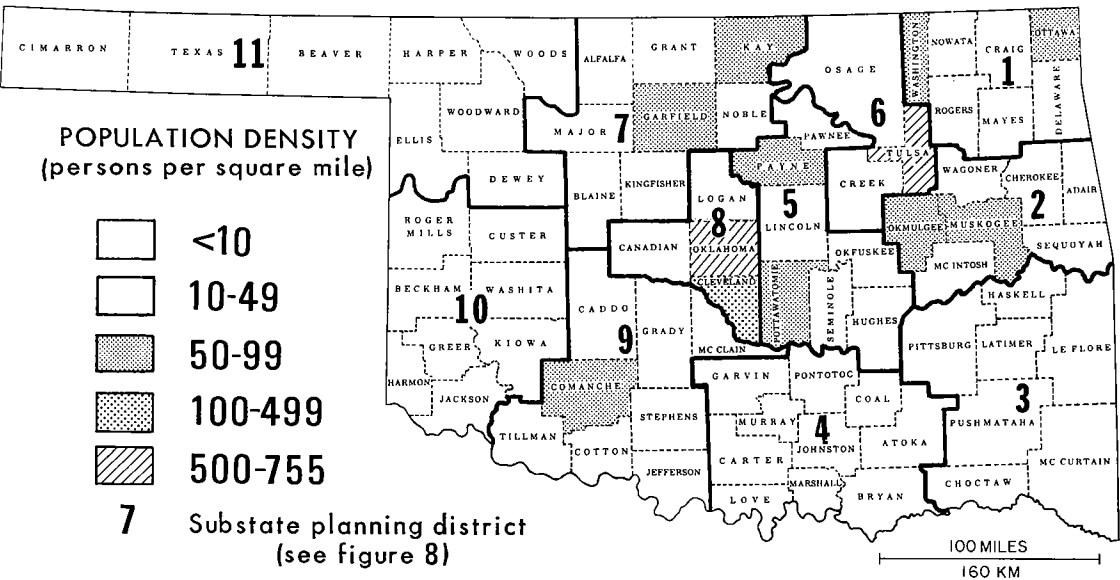 CIMARRON
TEXAS
11
BEAVER
HARPER
WOODS
ALFALFA
GRANT
KAY
OSAGE
WASHINGTON
NOWATA
CRAIG
OTTAWA
1
WOODWARD
ELLIS
MAJOR
7
GARFIELD
NOBLE
PAWNEE
6
TULSA
ROGERS
MAYES
DELAWARE
DEWEY
BLAINE
KINGFISHER
LOGAN
PAYNE
CREEK
WAGONER
CHEROKEE
ADAIR
2
ROGER
MILLS
CUSTER
CANADIAN
8
OKLAHOMA
5
LINCOLN
OKFUSKEE
OKMULGEE
MUSKOGEE
MC INTOSH
SEQUOYAH
BECKHAM
WASHITA
10
CADDO
GRADY
CLEVELAND
POTTAWATOMIE
SEMINOLE
HUGHES
HASKELL
PITTSBURG
LATIMER
LE FLORE
GREER
KIOWA
9
MC CLAIN
HARMON
JACKSON
COMANCHE
GARVIN
PONTOTOC
COAL
3
PUSHMATAHA
TILLMAN
COTTON
STEPHENS
JEFFERSON
MURRAY
4
JOHNSTON
ATOKA
CARTER
MARSHALL
LOVE
BRYAN
CHOCTAW
MC CURTAIN
POPULATION DENSITY
(persons per square mile)
<10
10-49
50-99
100-499
500-755
7 Substate planning district
(see figure 8)
100 MILES
160 KM